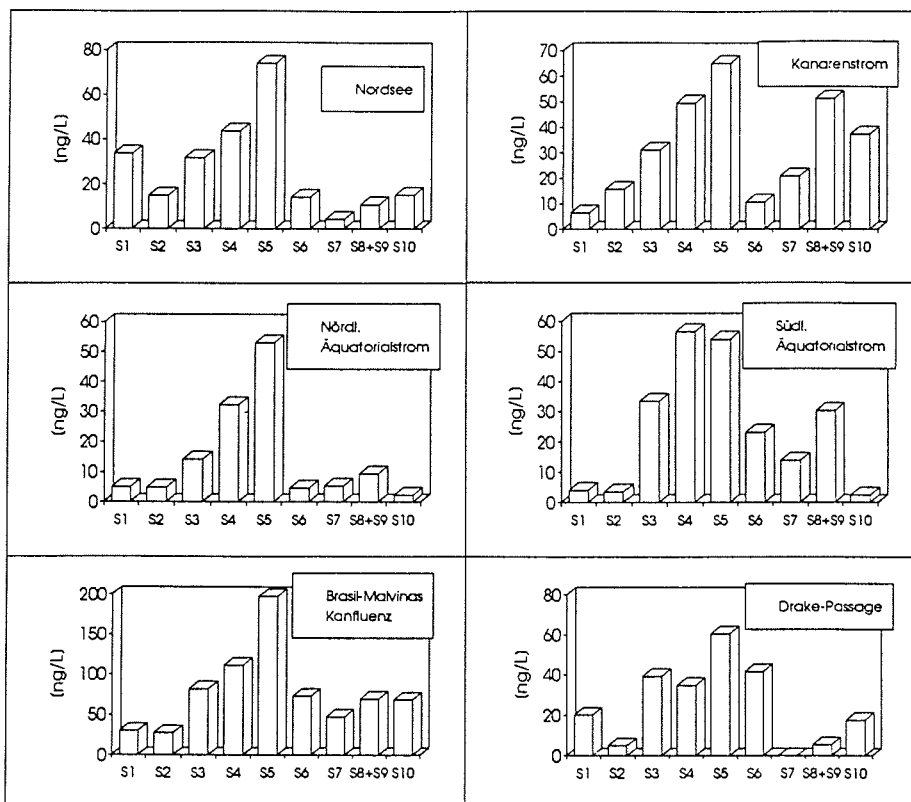 Nordsee
(ng/L)
80
60
40
20
0
S1 S2 S3 S4 S5 S6 S7 S8+S9 S10
Kanarenstrom
(ng/L)
70
60
50
40
30
20
10
0
S1 S2 S3 S4 S5 S6 S7 S8+S9 S10
Nördl.
Äquatorialstrom
(ng/L)
60
50
40
30
20
10
0
S1 S2 S3 S4 S5 S6 S7 S8+S9 S10
Südl.
Äquatorialstrom
(ng/L)
60
50
40
30
20
10
0
S1 S2 S3 S4 S5 S6 S7 S8+S9 S10
Brasil-Malvinas
Kanfluenz
(ng/L)
200
150
100
50
0
S1 S2 S3 S4 S5 S6 S7 S8+S9 S10
Drake-Passage
(ng/L)
80
60
40
20
0
S1 S2 S3 S4 S5 S6 S7 S8+S9 S10